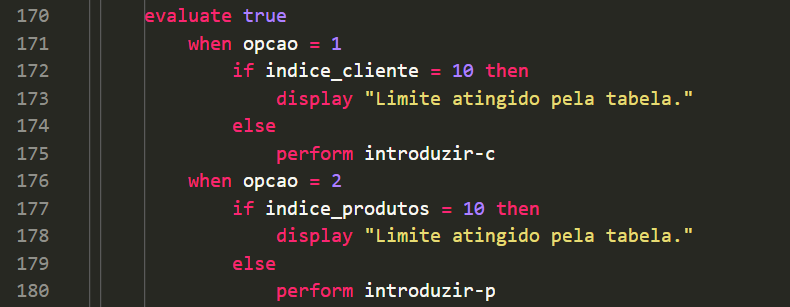 170 evaluate true
171 when opcao = 1
172 if indice_cliente = 10 then
173 display "Limite atingido pela tabela."
174 else
175 perform introduzir-c
176 when opcao = 2
177 if indice_produtos = 10 then
178 display "Limite atingido pela tabela."
179 else
180 perform introduzir-p